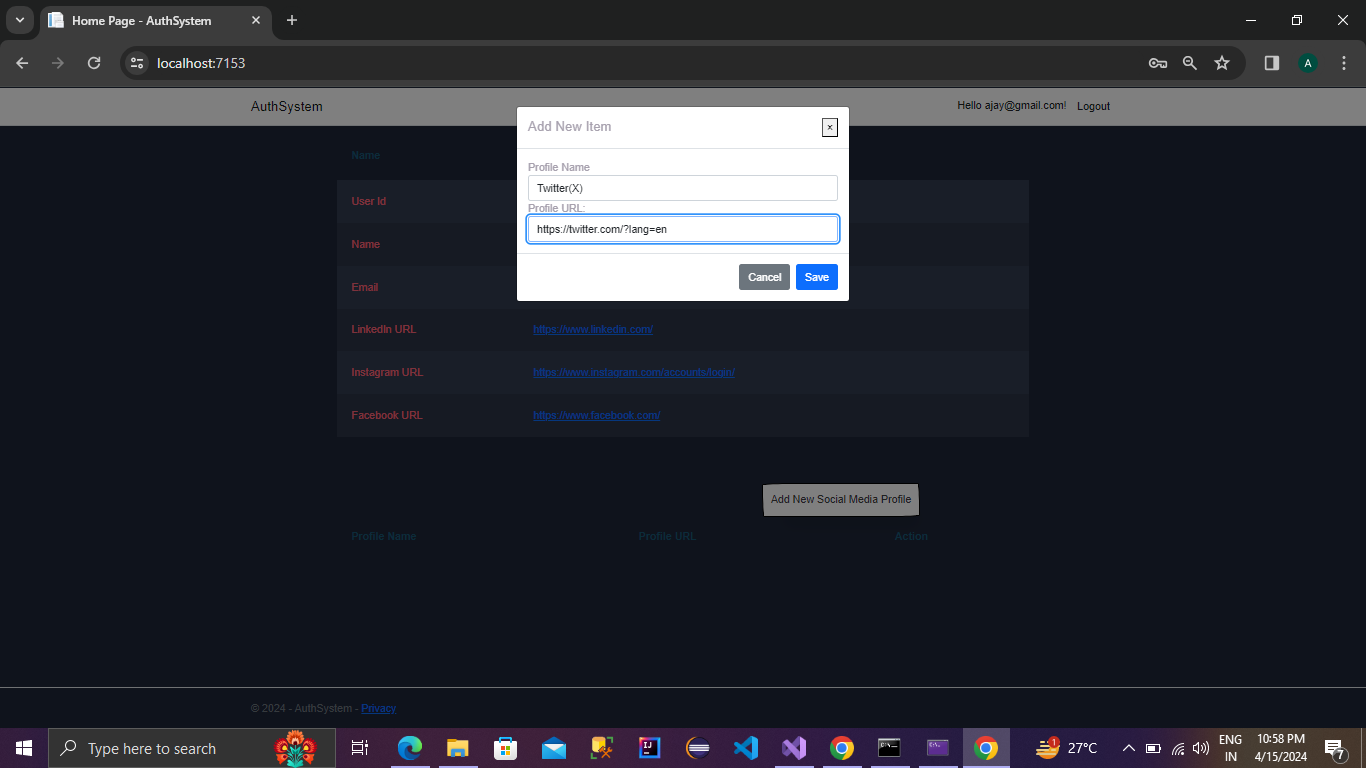 Home Page - AuthSystem
localhost:7153
A
AuthSystem
Hello ajay@gmail.com! Logout
Add New Item
×
Name
Profile Name
Twitter(X)
User Id
Profile URL:
https://twitter.com/?lang=en
Name
Cancel Save
Email
LinkedIn URL https://www.linkedin.com/
Instagram URL https://www.instagram.com/accounts/login/
Facebook URL https://www.facebook.com/
Add New Social Media Profile
Profile Name Profile URL Action
© 2024 - AuthSystem - Privacy
Type here to search
1
27°C
ENG
IN
10:58 PM
4/15/2024
7